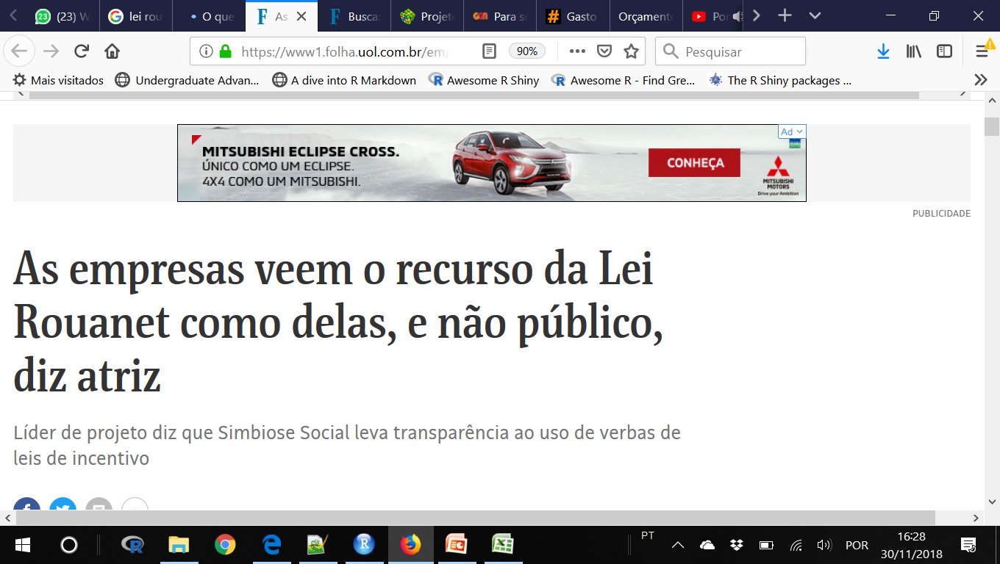 (23) W
lei rou
O que
As
Busca:
Projet
Para s
Gasto
Orçament
Por
https://www1.folha.uol.com.br/em
90%
Pesquisar
Mais visitados
Undergraduate Advan...
A dive into R Markdown
Awesome R Shiny
Awesome R - Find Gre...
The R Shiny packages ...
Ad
MITSUBISHI ECLIPSE CROSS.
ÚNICO COMO UM ECLIPSE.
4X4 COMO UM MITSUBISHI.
CONHEÇA
MITSUBISHI
MOTORS
Drive your Ambition
PUBLICIDADE
As empresas veem o recurso da Lei
Rouanet como delas, e não público,
diz atriz
Líder de projeto diz que Simbiose Social leva transparência ao uso de verbas de
leis de incentivo
PT
POR
16:28
30/11/2018